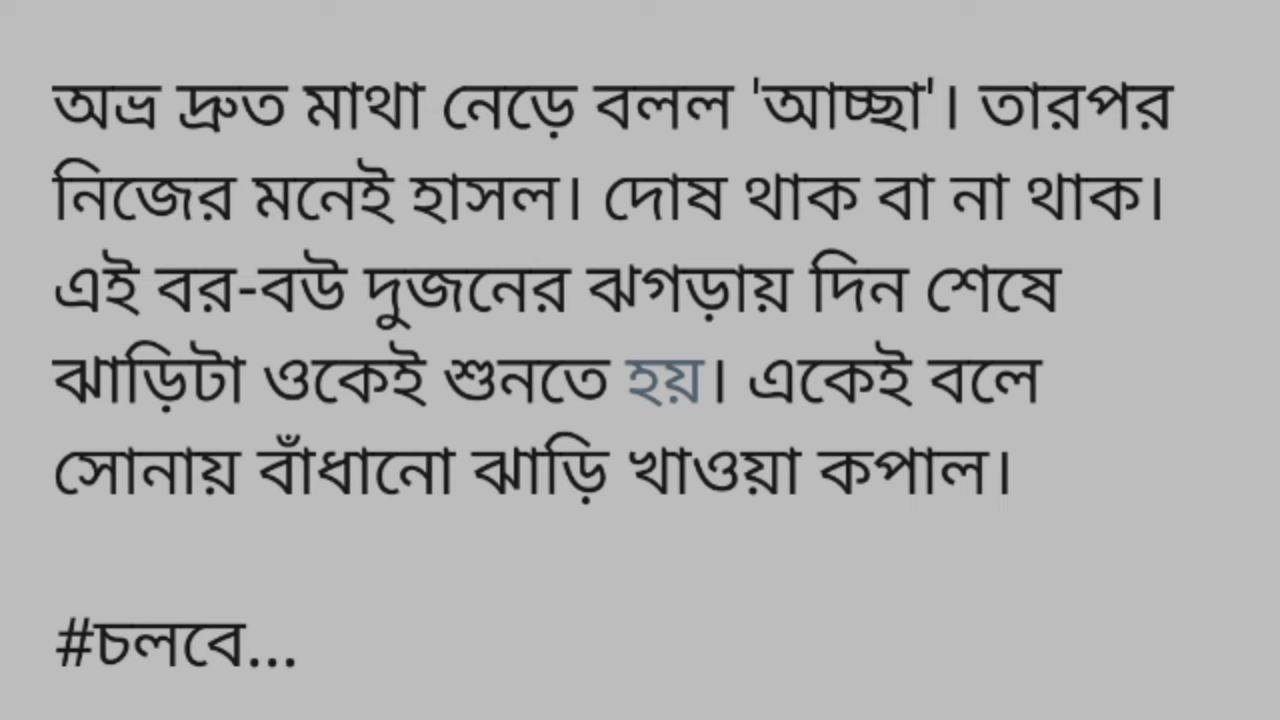 অভ্র দ্রুত মাথা নেড়ে বলল 'আচ্ছা'। তারপর
নিজের মনেই হাসল। দোষ থাক বা না থাক।
এই বর-বউ দুজনের ঝগড়ায় দিন শেষে
ঝাড়িটা ওকেই শুনতে হয়। একেই বলে
সোনায় বাঁধানো ঝাড়ি খাওয়া কপাল।
#চলবে...